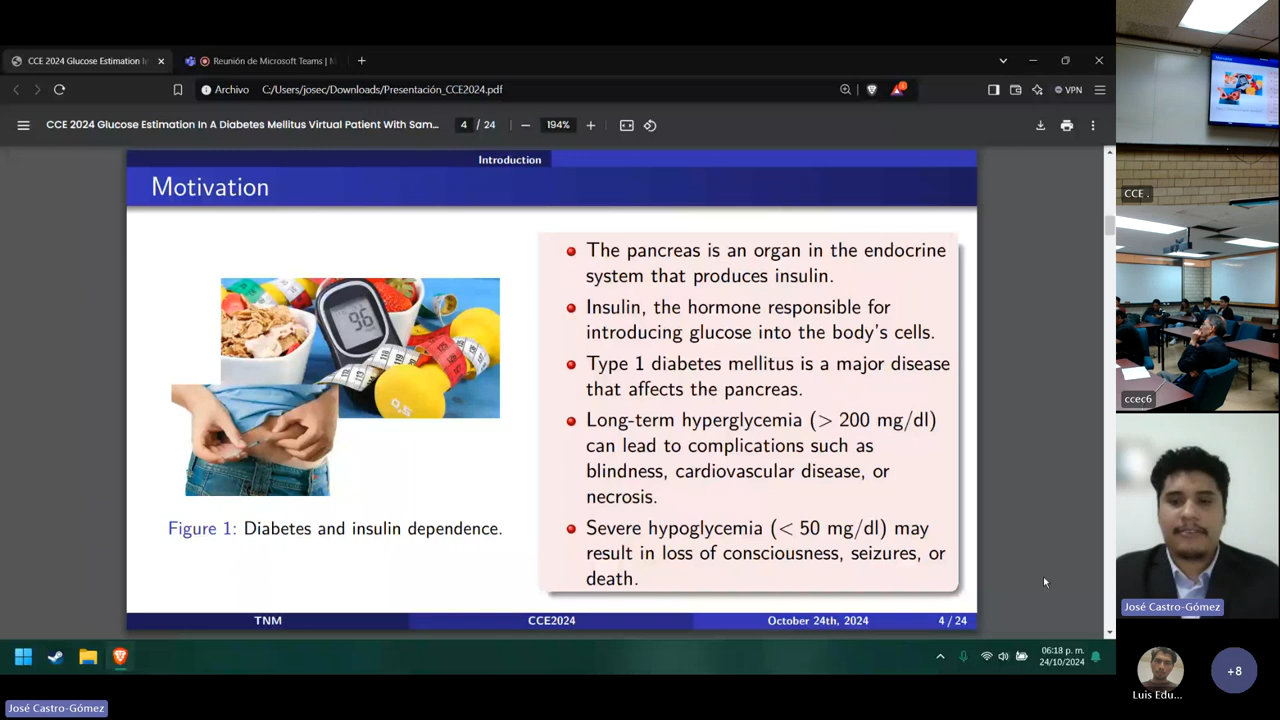 CCE 2024 Glucose Estimation In
Reunión de Microsoft Teams |
Archivo C:/Users/josec/Downloads/Presentación_CCE2024.pdf
VPN
CCE 2024 Glucose Estimation In A Diabetes Mellitus Virtual Patient With Sam...
4 / 24
194%
Introduction
Motivation
96
0,5
Figure 1: Diabetes and insulin dependence.
The pancreas is an organ in the endocrine
system that produces insulin.
Insulin, the hormone responsible for
introducing glucose into the body's cells.
Type 1 diabetes mellitus is a major disease
that affects the pancreas.
Long-term hyperglycemia (> 200 mg/dl)
can lead to complications such as
blindness, cardiovascular disease, or
necrosis.
Severe hypoglycemia (< 50 mg/dl) may
result in loss of consciousness, seizures, or
death.
TNM CCE2024 October 24th, 2024 4 / 24
06:18 p. m.
24/10/2024
José Castro-Gómez
Motivation
CCE .
ccec6
José Castro-Gómez
Luis Edu...
+8